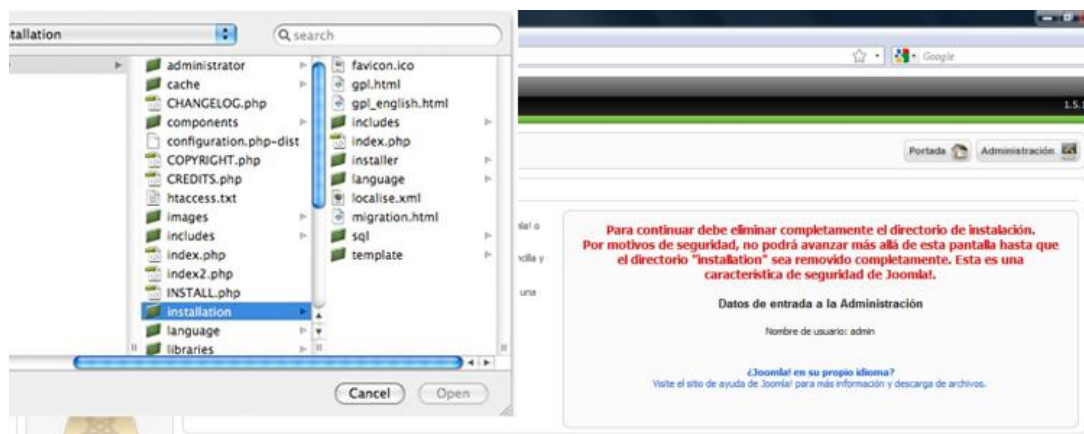 tallation
search
administrator
cache
CHANGELOG.php
components
configuration.php-dist
COPYRIGHT.php
CREDITS.php
htaccess.txt
images
includes
index.php
index2.php
INSTALL.php
installation
language
libraries
favicon.ico
gpl.html
gpl_english.html
includes
index.php
installer
language
localise.xml
migration.html
sql
template
Cancel
Open
Google
1.5.1
Portada
Administración
una
Para continuar debe eliminar completamente el directorio de instalación.
Por motivos de seguridad, no podrá avanzar más allá de esta pantalla hasta que
el directorio "installation" sea removido completamente. Esta es una
característica de seguridad de Joomla!.
Datos de entrada a la Administración
Nombre de usuario: admin
¿Joomla! en su propio idioma?
Visite el sitio de ayuda de Joomla! para más información y descarga de archivos.